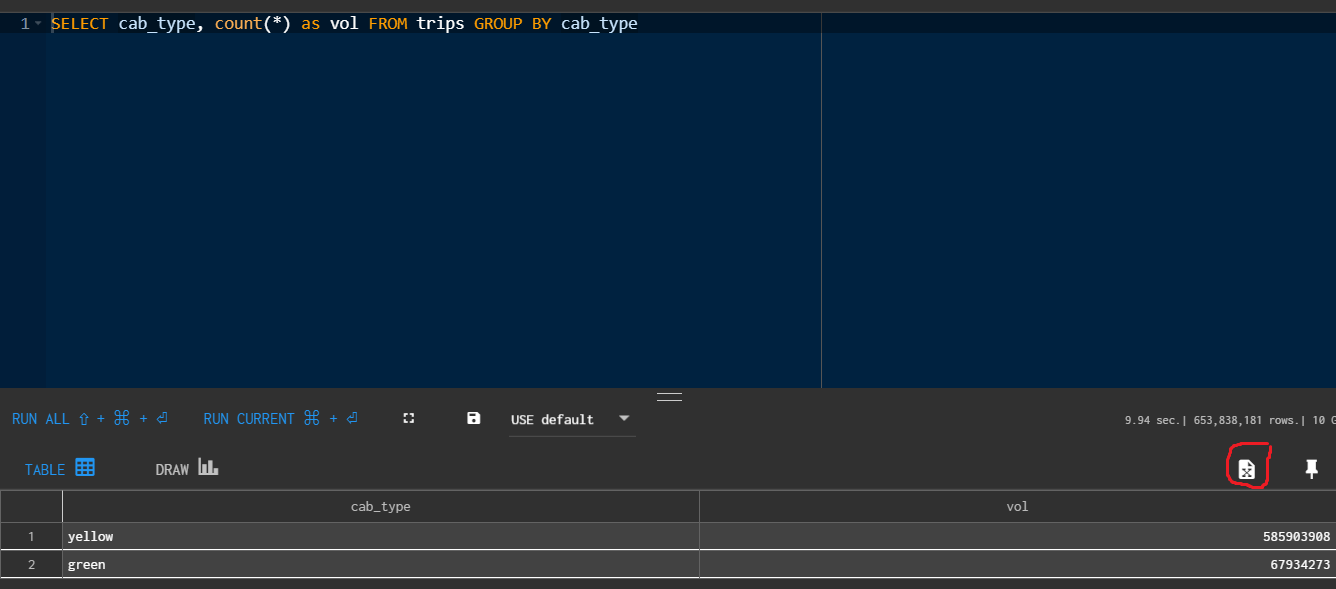 1 SELECT cab_type, count(*) as vol FROM trips GROUP BY cab_type
RUN ALL ⇧ + ⌘ + ⏎ RUN CURRENT ⌘ + ⏎ USE default 9.94 sec.| 653,838,181 rows.| 10 G
TABLE DRAW
cab_type vol
1 yellow 585903908
2 green 67934273